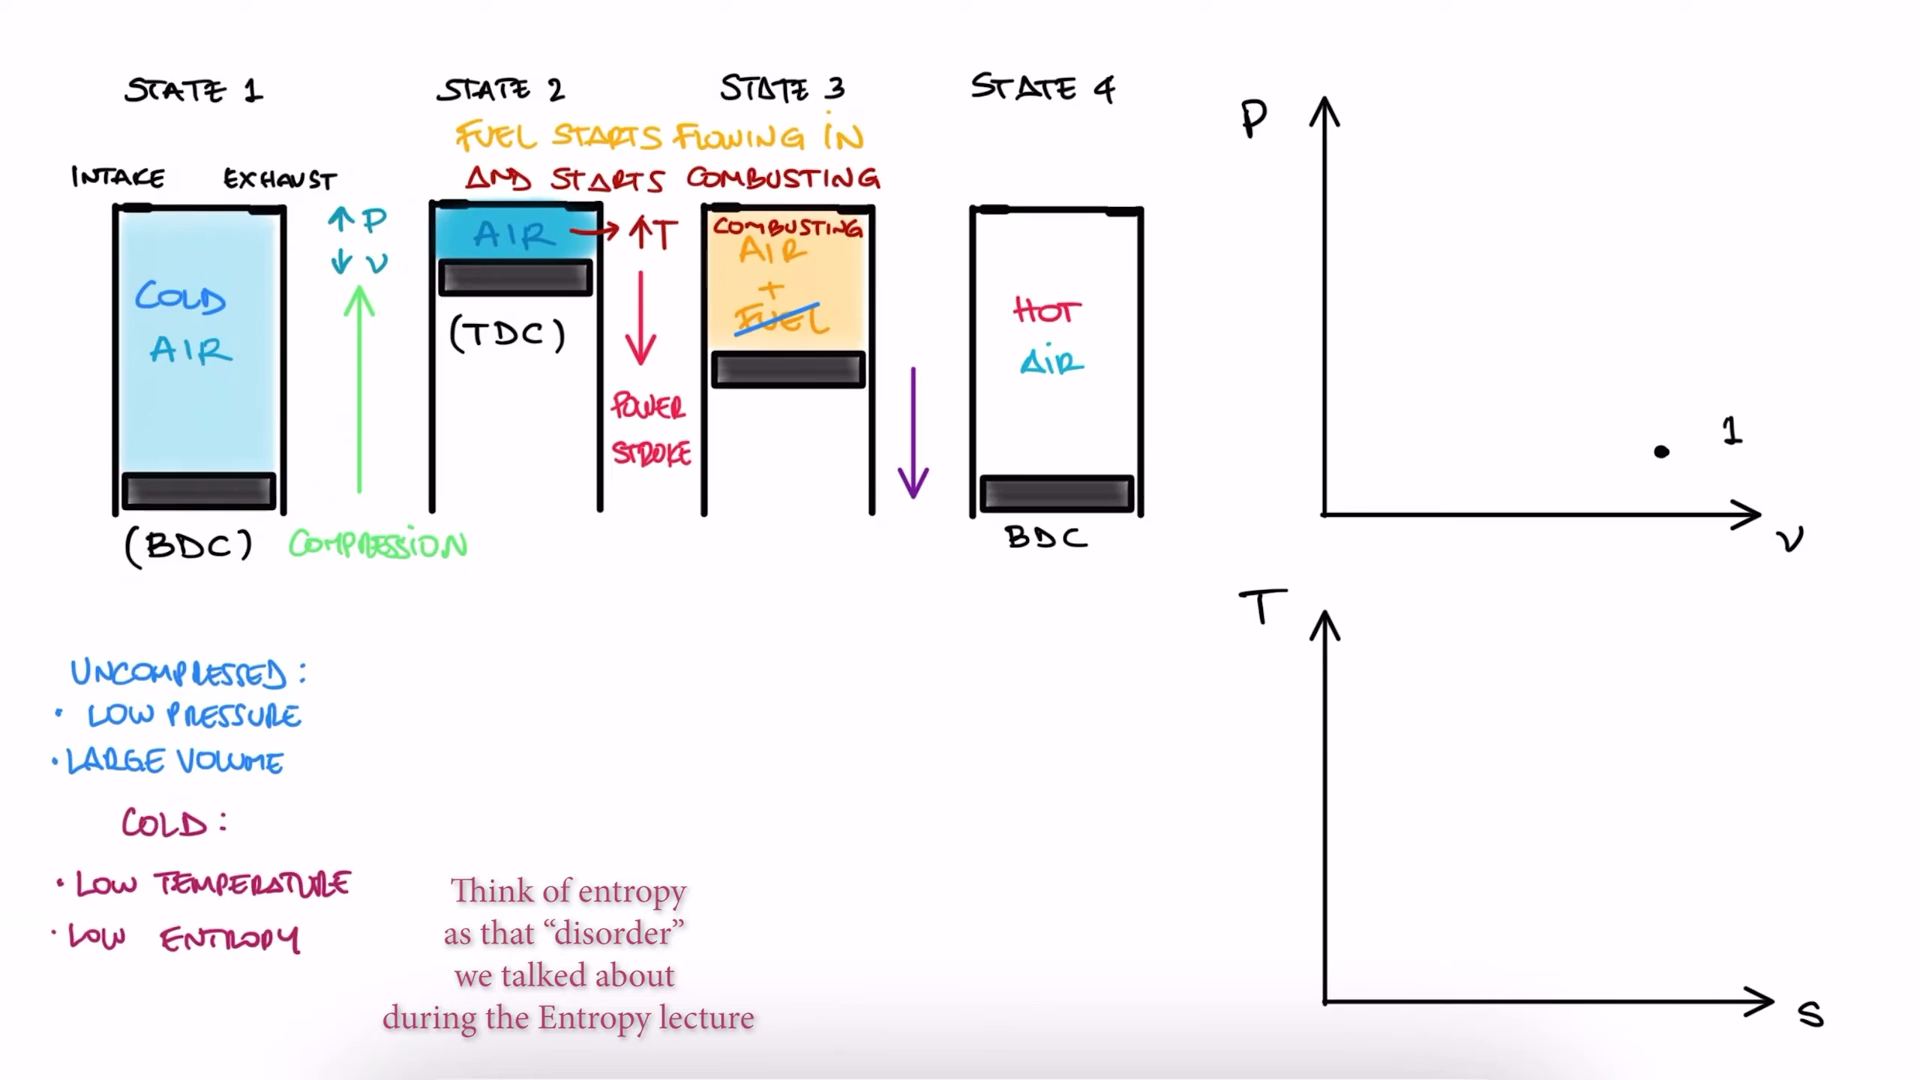 STATE 1
STATE 2
STATE 3
STATE 4
FUEL STARTS FLOWING IN
AND STARTS COMBUSTING
INTAKE EXHAUST
↑ P
↓ v
COLD
AIR
(BDC)
COMPRESSION
AIR
→ ↑T
(TDC)
POWER
STROKE
COMBUSTING
AIR
+
FUEL
HOT
AIR
BDC
P
1
v
T
s
UNCOMPRESSED:
• LOW PRESSURE
• LARGE VOLUME
COLD:
• LOW TEMPERATURE
• LOW ENTROPY
Think of entropy
as that “disorder”
we talked about
during the Entropy lecture